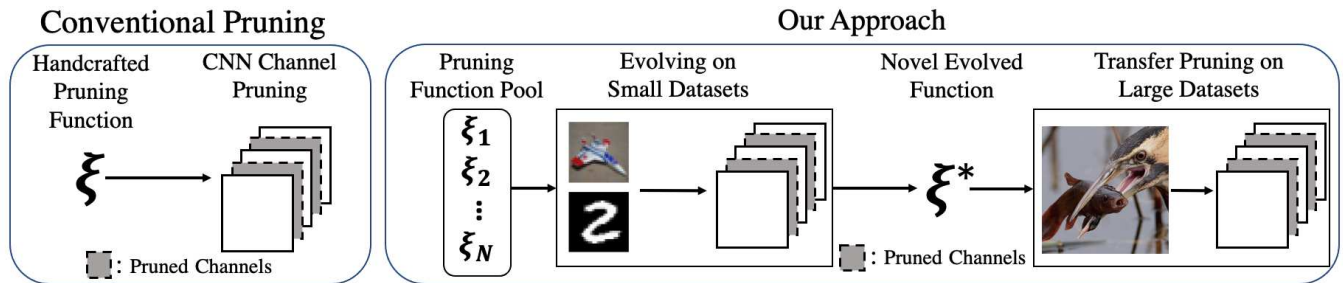 Conventional Pruning
Handcrafted
Pruning
Function
CNN Channel
Pruning
ξ
: Pruned Channels
Our Approach
Pruning
Function Pool
ξ1
ξ2
⋮
ξN
Evolving on
Small Datasets
2
Novel Evolved
Function
ξ*
: Pruned Channels
Transfer Pruning on
Large Datasets